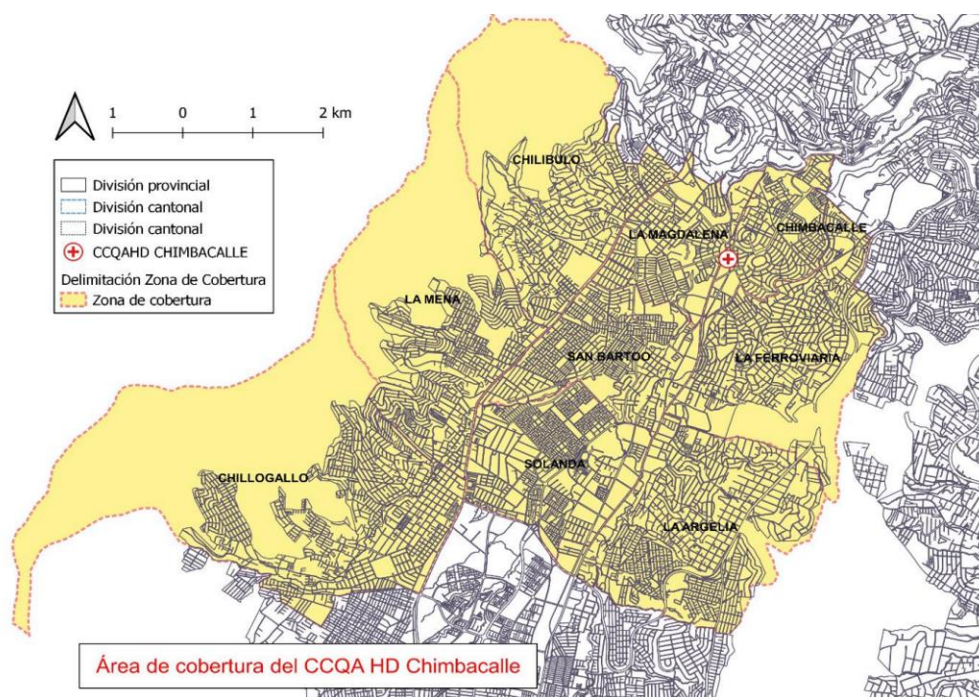 1 0 1 2 km
División provincial
División cantonal
División cantonal
CCQAHD CHIMBACALLE
Delimitación Zona de Cobertura
Zona de cobertura
CHILIBULO
LA MAGDALENA
CHIMBACALLE
LA MENA
SAN BARTOO
LA FERROVIARIA
CHILLOGALLO
SOLANDA
LA ARGELIA
Área de cobertura del CCQA HD Chimbacalle